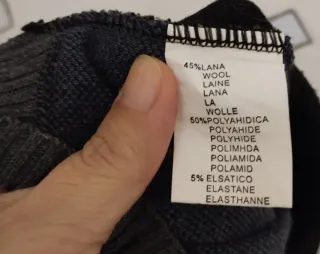 45%LANA
WOOL
LAINE
LANA
LA
WOLLE
50%POLYAHIDICA
POLYAHIDE
POLYHIDE
POLIMHDA
POLIAMIDA
POLAMID
5% ELSATICO
ELASTANE
ELASTHANNE